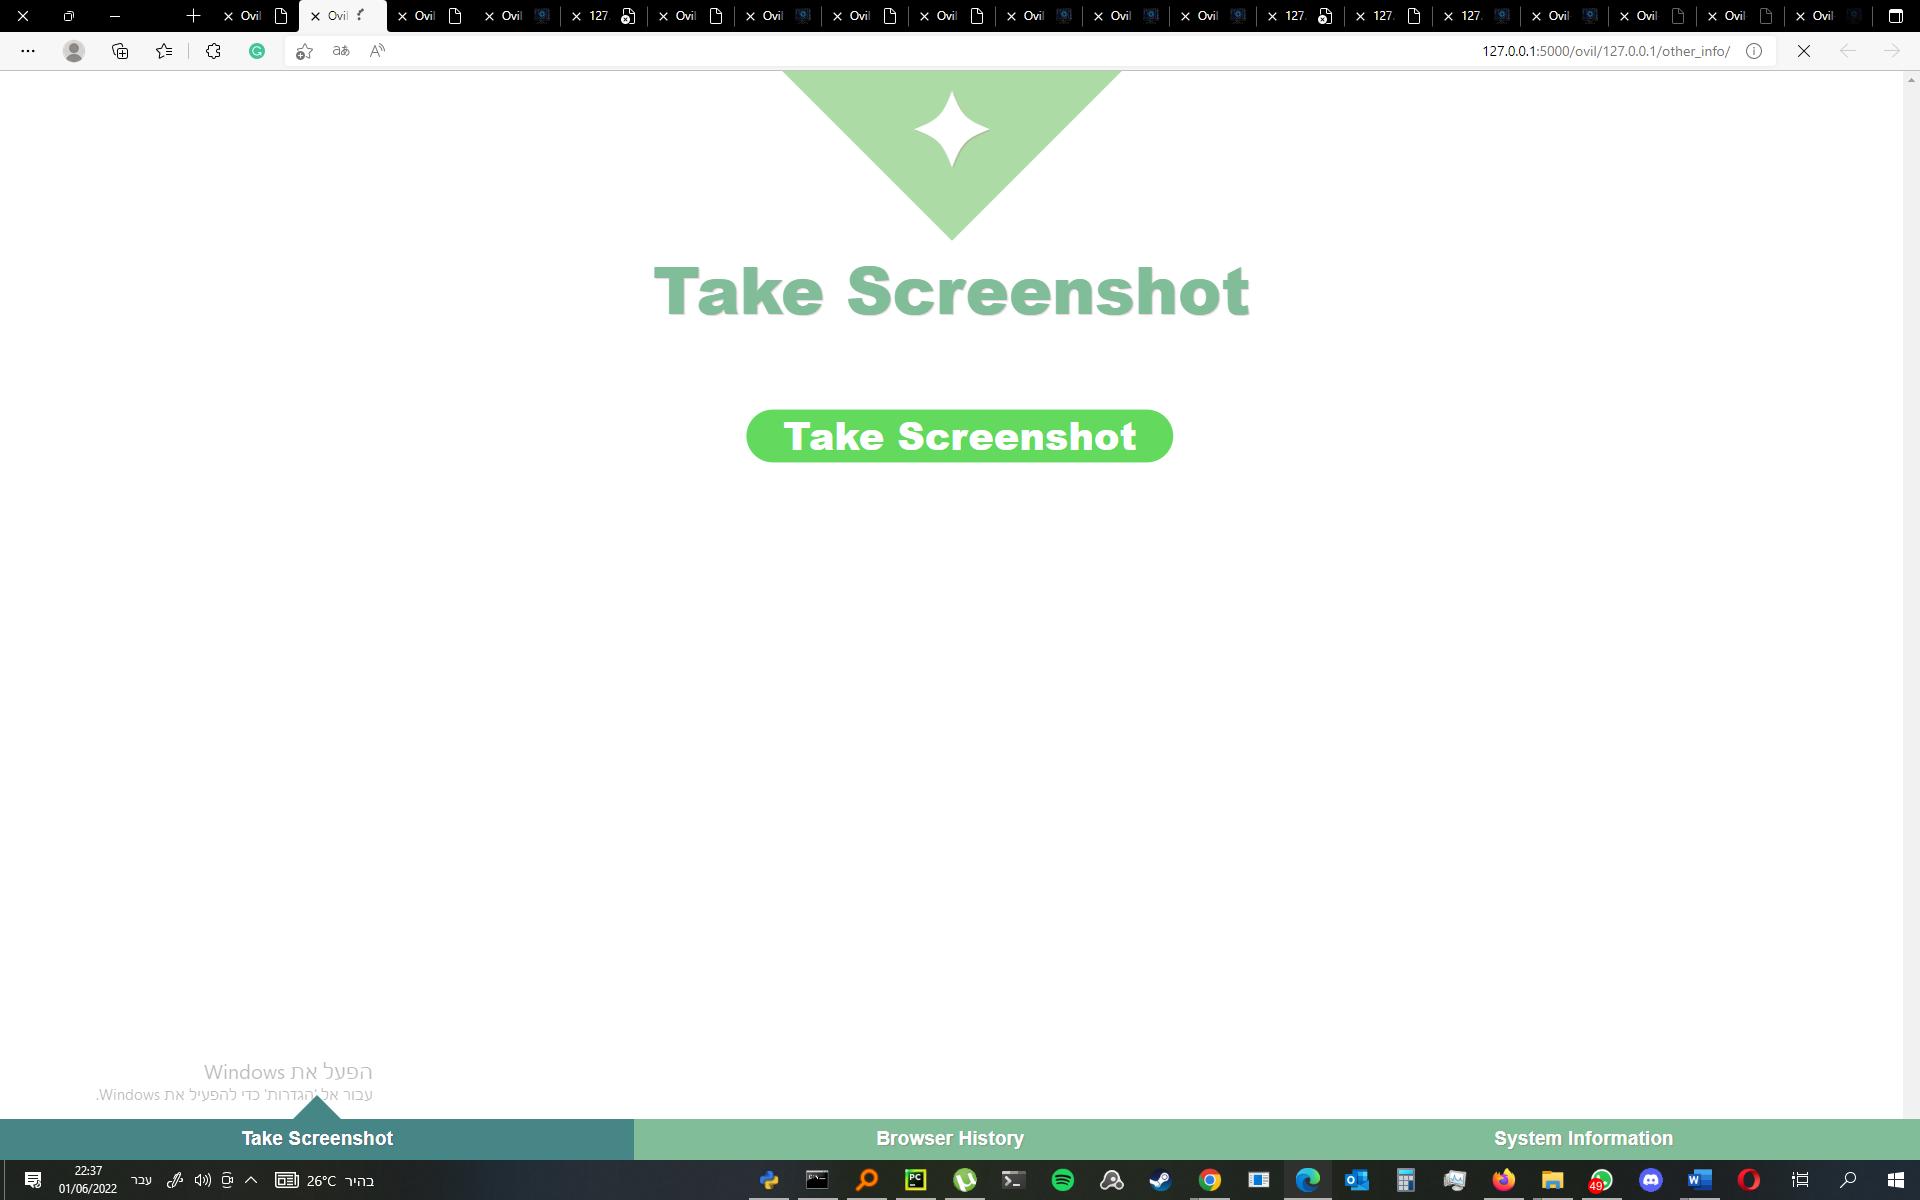 Ovil
Ovil
Ovil
Ovil
127.
Ovil
Ovil
Ovil
Ovil
Ovil
Ovil
Ovil
127.
127.
127.
Ovil
Ovil
Ovil
Ovil
127.0.0.1:5000/ovil/127.0.0.1/other_info/
Take Screenshot
Take Screenshot
הפעל את Windows
עבור אל 'הגדרות' כדי להפעיל את Windows.
Take Screenshot
Browser History
System Information
22:37
01/06/2022
עבר
26°C בהיר
49